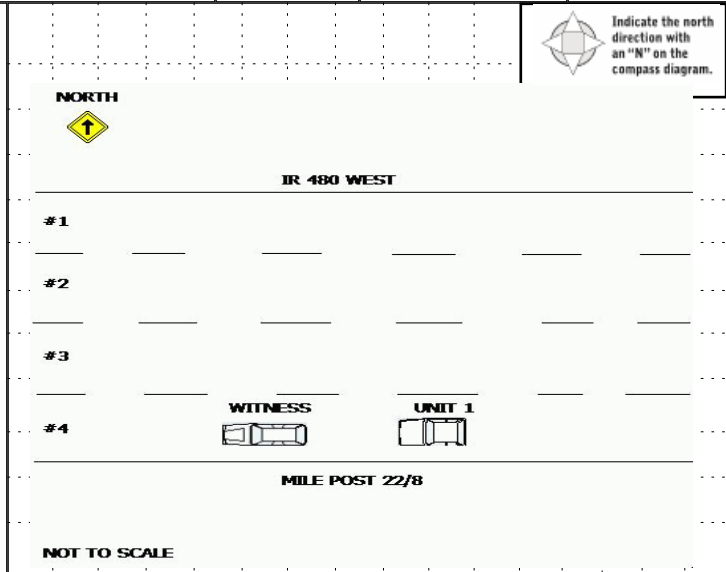 Indicate the north
direction with
an “N” on the
compass diagram.
NORTH
IR 480 WEST
#1
#2
#3
WITNESS UNIT 1
#4
MILE POST 22/8
NOT TO SCALE